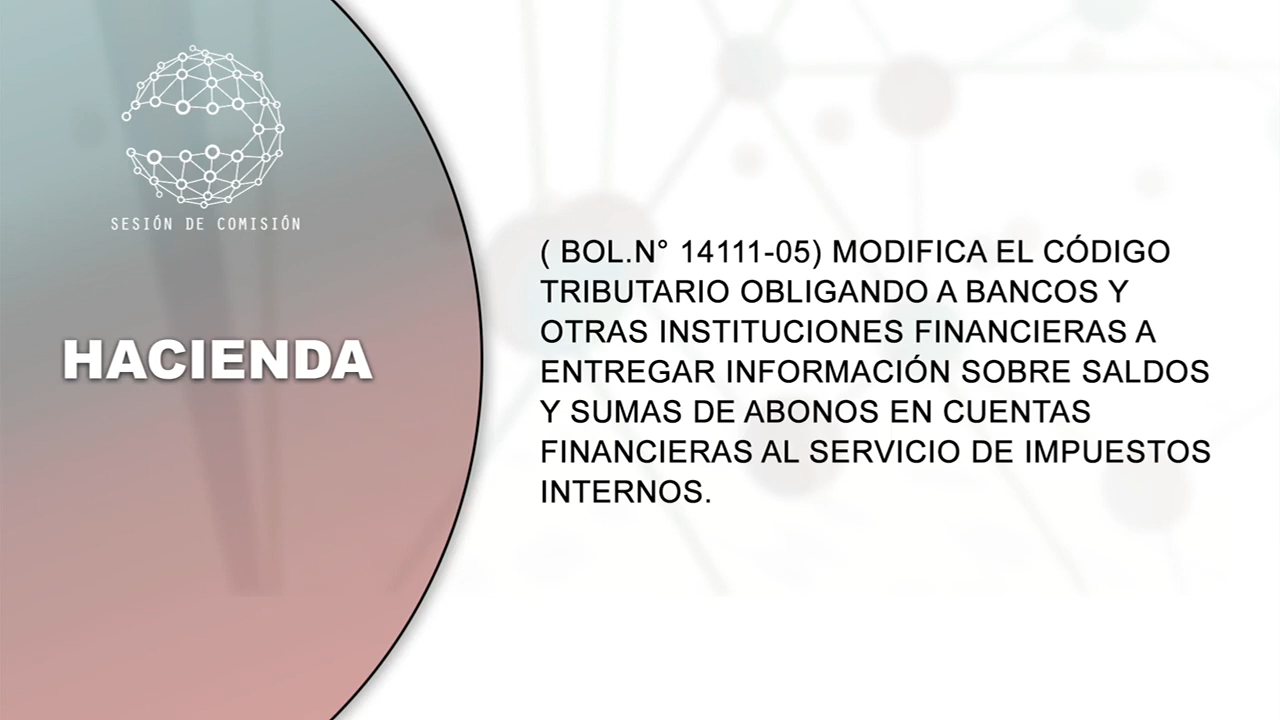 SESIÓN DE COMISIÓN
HACIENDA
( BOL.N° 14111-05) MODIFICA EL CÓDIGO
TRIBUTARIO OBLIGANDO A BANCOS Y
OTRAS INSTITUCIONES FINANCIERAS A
ENTREGAR INFORMACIÓN SOBRE SALDOS
Y SUMAS DE ABONOS EN CUENTAS
FINANCIERAS AL SERVICIO DE IMPUESTOS
INTERNOS.